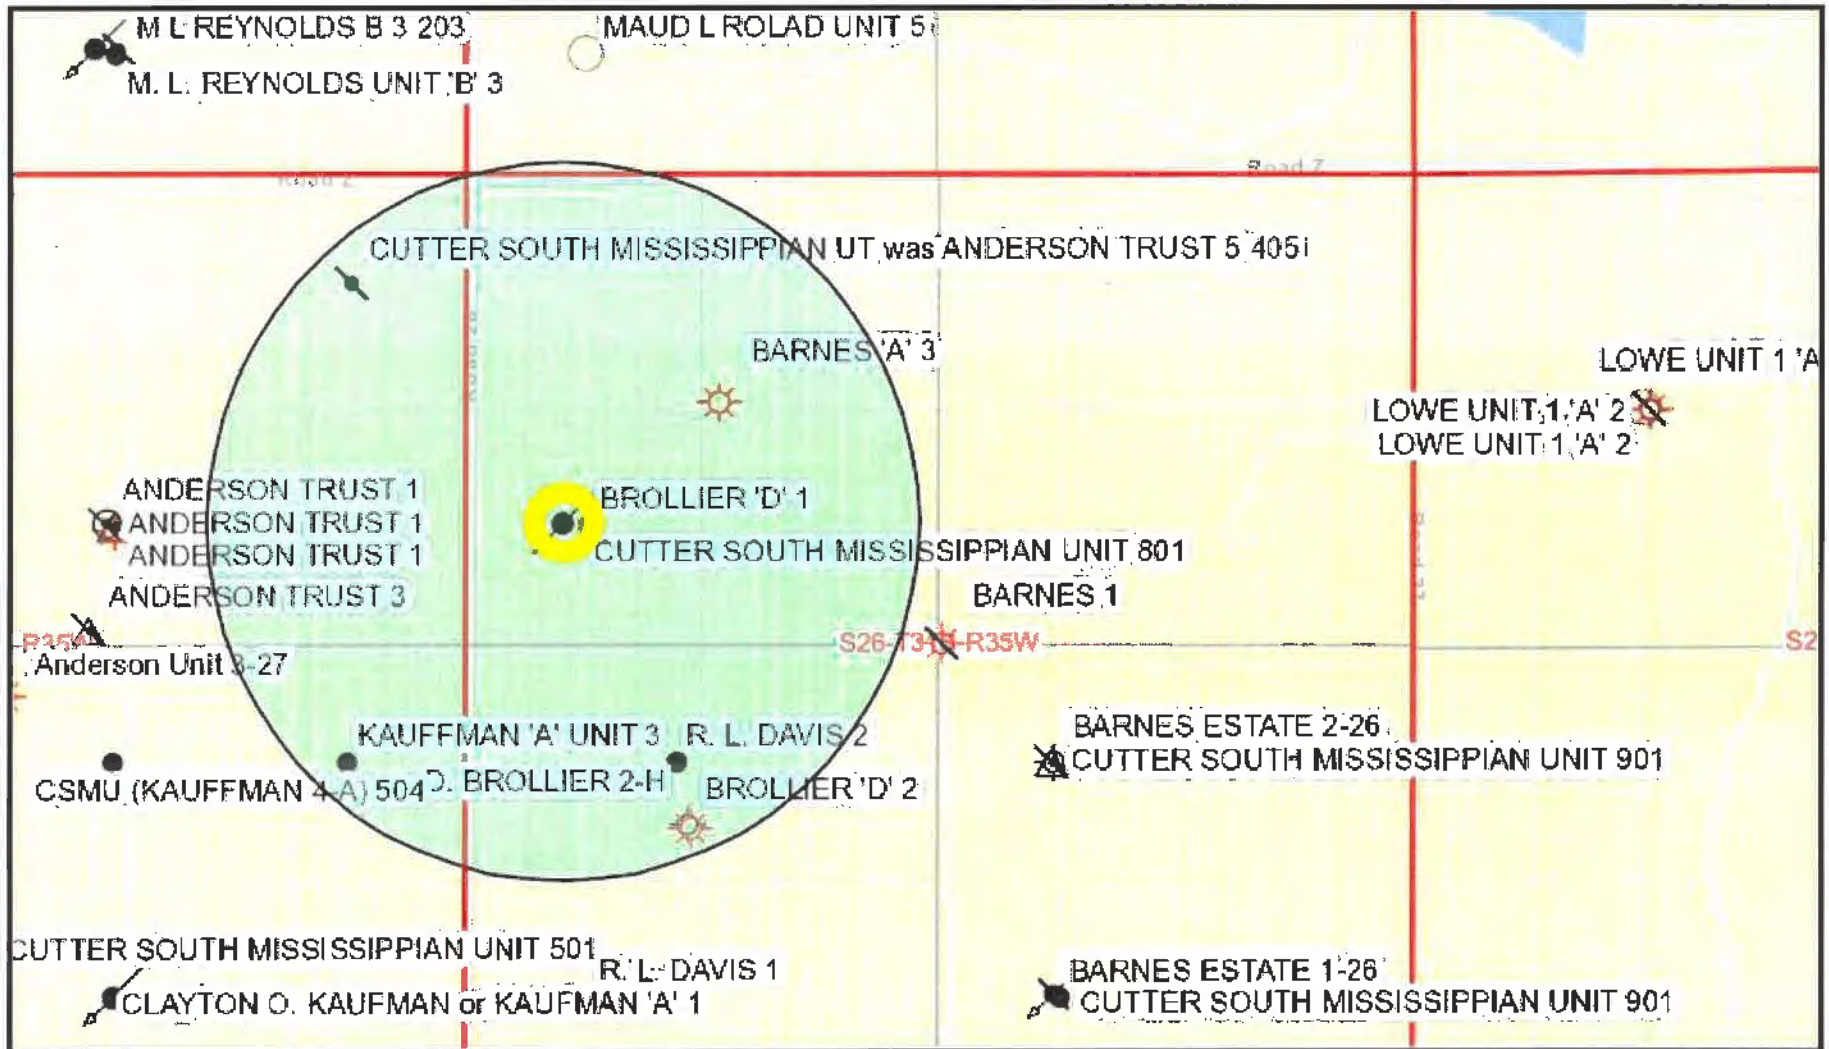 M L REYNOLDS B 3 203
MAUD L ROLAD UNIT 5
M. L. REYNOLDS UNIT 'B' 3
Road Z
Road Z
CUTTER SOUTH MISSISSIPPIAN UT was ANDERSON TRUST 5 405i
BARNES 'A' 3
LOWE UNIT 1 'A
LOWE UNIT 1 'A' 2
LOWE UNIT 1 'A' 2
ANDERSON TRUST 1
BROLLIER 'D' 1
ANDERSON TRUST 1
ANDERSON TRUST 1
CUTTER SOUTH MISSISSIPPIAN UNIT 801
ANDERSON TRUST 3
BARNES 1
R35W
S26-T3 -R35W
S2
Anderson Unit 3-27
KAUFFMAN 'A' UNIT 3
R. L. DAVIS 2
BARNES ESTATE 2-26
CUTTER SOUTH MISSISSIPPIAN UNIT 901
CSMU (KAUFFMAN 4-A) 504
D. BROLLIER 2-H
BROLLIER 'D' 2
CUTTER SOUTH MISSISSIPPIAN UNIT 501
R. L. DAVIS 1
BARNES ESTATE 1-26
CLAYTON O. KAUFMAN or KAUFMAN 'A' 1
CUTTER SOUTH MISSISSIPPIAN UNIT 901